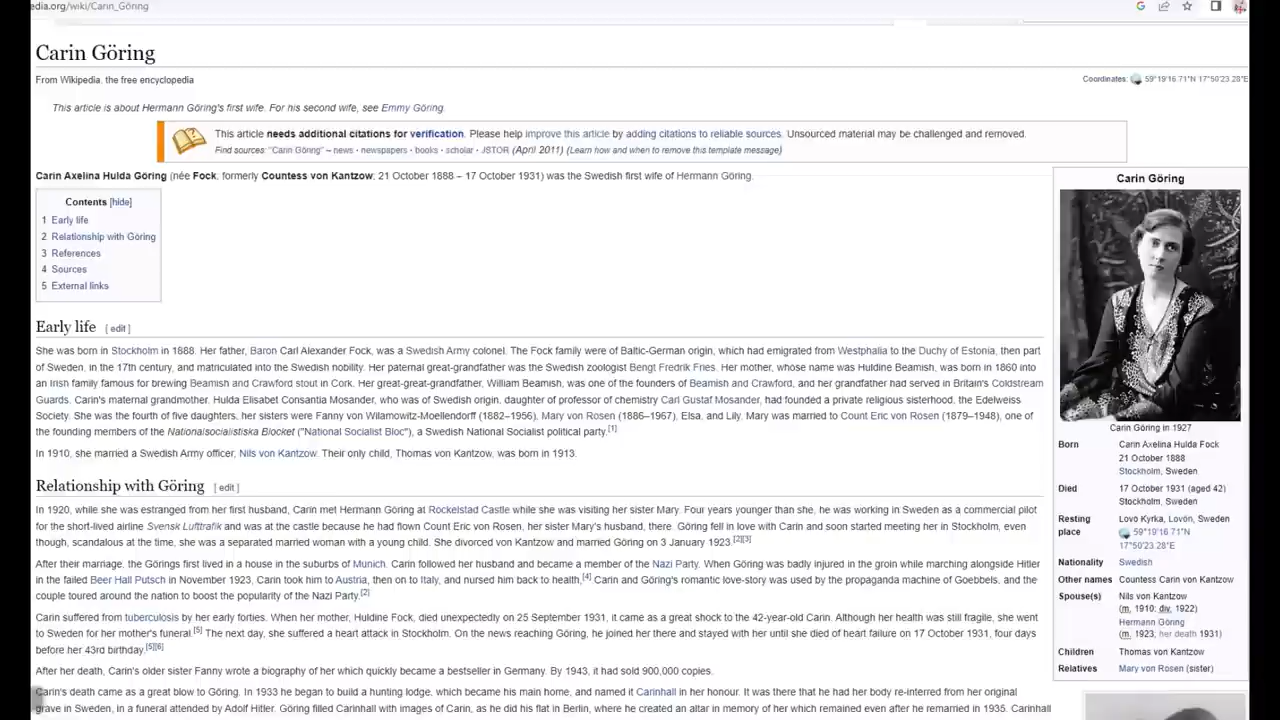 edia.org/wiki/Carin_Göring
Carin Göring
From Wikipedia, the free encyclopedia
Coordinates: 59°19′16.71″N 17°50′23.28″E
This article is about Hermann Göring's first wife. For his second wife, see Emmy Göring.
This article needs additional citations for verification. Please help improve this article by adding citations to reliable sources. Unsourced material may be challenged and removed.
Find sources: "Carin Göring" – news · newspapers · books · scholar · JSTOR (April 2011) (Learn how and when to remove this template message)
Carin Axelina Hulda Göring (née Fock; formerly Countess von Kantzow; 21 October 1888 – 17 October 1931) was the Swedish first wife of Hermann Göring.
Contents [hide]
1 Early life
2 Relationship with Göring
3 References
4 Sources
5 External links
Early life [ edit ]
She was born in Stockholm in 1888. Her father, Baron Carl Alexander Fock, was a Swedish Army colonel. The Fock family were of Baltic-German origin, which had emigrated from Westphalia to the Duchy of Estonia, then part
of Sweden, in the 17th century, and matriculated into the Swedish nobility. Her paternal great-grandfather was the Swedish zoologist Bengt Fredrik Fries. Her mother, whose name was Huldine Beamish, was born in 1860 into
an Irish family famous for brewing Beamish and Crawford stout in Cork. Her great-great-grandfather, William Beamish, was one of the founders of Beamish and Crawford, and her grandfather had served in Britain's Coldstream
Guards. Carin's maternal grandmother, Hulda Elisabet Consantia Mosander, who was of Swedish origin, daughter of professor of chemistry Carl Gustaf Mosander, had founded a private religious sisterhood, the Edelweiss
Society. She was the fourth of five daughters, her sisters were Fanny von Wilamowitz-Moellendorff (1882–1956), Mary von Rosen (1886–1967), Elsa, and Lily. Mary was married to Count Eric von Rosen (1879–1948), one of
the founding members of the Nationalsocialistiska Blocket ("National Socialist Bloc"), a Swedish National Socialist political party.[1]
In 1910, she married a Swedish Army officer, Nils von Kantzow. Their only child, Thomas von Kantzow, was born in 1913.
Relationship with Göring [ edit ]
In 1920, while she was estranged from her first husband, Carin met Hermann Göring at Rockelstad Castle while she was visiting her sister Mary. Four years younger than she, he was working in Sweden as a commercial pilot
for the short-lived airline Svensk Lufttrafik and was at the castle because he had flown Count Eric von Rosen, her sister Mary's husband, there. Göring fell in love with Carin and soon started meeting her in Stockholm, even
though, scandalous at the time, she was a separated married woman with a young child. She divorced von Kantzow and married Göring on 3 January 1923.[2][3]
After their marriage, the Görings first lived in a house in the suburbs of Munich. Carin followed her husband and became a member of the Nazi Party. When Göring was badly injured in the groin while marching alongside Hitler
in the failed Beer Hall Putsch in November 1923, Carin took him to Austria, then on to Italy, and nursed him back to health,[4] Carin and Göring's romantic love-story was used by the propaganda machine of Goebbels, and the
couple toured around the nation to boost the popularity of the Nazi Party.[2]
Carin suffered from tuberculosis by her early forties. When her mother, Huldine Fock, died unexpectedly on 25 September 1931, it came as a great shock to the 42-year-old Carin. Although her health was still fragile, she went
to Sweden for her mother's funeral.[5] The next day, she suffered a heart attack in Stockholm. On the news reaching Göring, he joined her there and stayed with her until she died of heart failure on 17 October 1931, four days
before her 43rd birthday.[5][6]
After her death, Carin's older sister Fanny wrote a biography of her which quickly became a bestseller in Germany. By 1943, it had sold 900,000 copies.
Carin's death came as a great blow to Göring. In 1933 he began to build a hunting lodge, which became his main home, and named it Carinhall in her honour. It was there that he had her body re-interred from her original
grave in Sweden, in a funeral attended by Adolf Hitler. Göring filled Carinhall with images of Carin, as he did his flat in Berlin, where he created an altar in memory of her which remained even after he remarried in 1935. Carinhall
Carin Göring
Carin Göring in 1927
Born Carin Axelina Hulda Fock
21 October 1888
Stockholm, Sweden
Died 17 October 1931 (aged 42)
Stockholm, Sweden
Resting place Lovö Kyrka, Lovön, Sweden
59°19′16.71″N
17°50′23.28″E
Nationality Swedish
Other names Countess Carin von Kantzow
Spouse(s) Nils von Kantzow
(m. 1910; div. 1922)
Hermann Göring
(m. 1923; her death 1931)
Children Thomas von Kantzow
Relatives Mary von Rosen (sister)